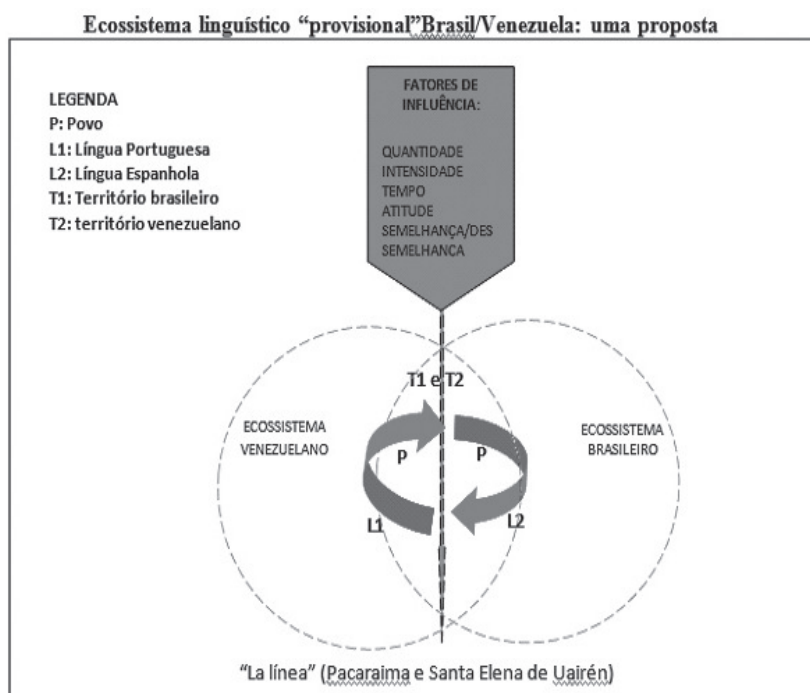 Ecossistema linguístico “provisional”Brasil/Venezuela: uma proposta
LEGENDA
P: Povo
L1: Língua Portuguesa
L2: Língua Espanhola
T1: Território brasileiro
T2: território venezuelano
FATORES DE
INFLUÊNCIA:
QUANTIDADE
INTENSIDADE
TEMPO
ATITUDE
SEMELHANÇA/DES
SEMELHANCA
T1 e T2
ECOSSISTEMA
VENEZUELANO
P
P
ECOSSISTEMA
BRASILEIRO
L1
L2
“La línea” (Pacaraima e Santa Elena de Uairén)